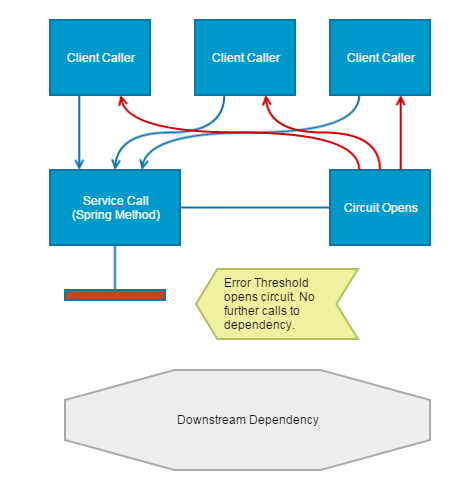 Client Caller
Client Caller
Client Caller
Service Call
(Spring Method)
Circuit Opens
Error Threshold
opens circuit. No
further calls to
dependency.
Downstream Dependency